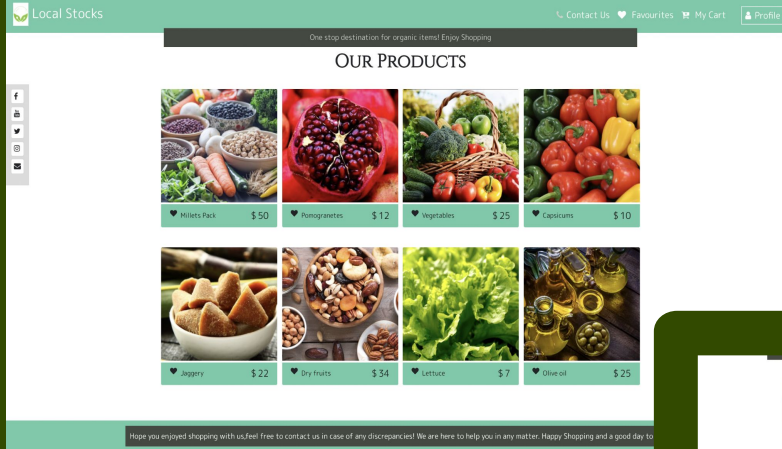 Local Stocks
Contact Us Favourites My Cart Profile
One stop destination for organic items! Enjoy Shopping
OUR PRODUCTS
Millets Pack $ 50
Pomogranetes $ 12
Vegetables $ 25
Capsicums $ 10
Jaggery $ 22
Dry fruits $ 34
Lettuce $ 7
Olive oil $ 25
Hope you enjoyed shopping with us,feel free to contact us in case of any discrepancies! We are here to help you in any matter. Happy Shopping and a good day to